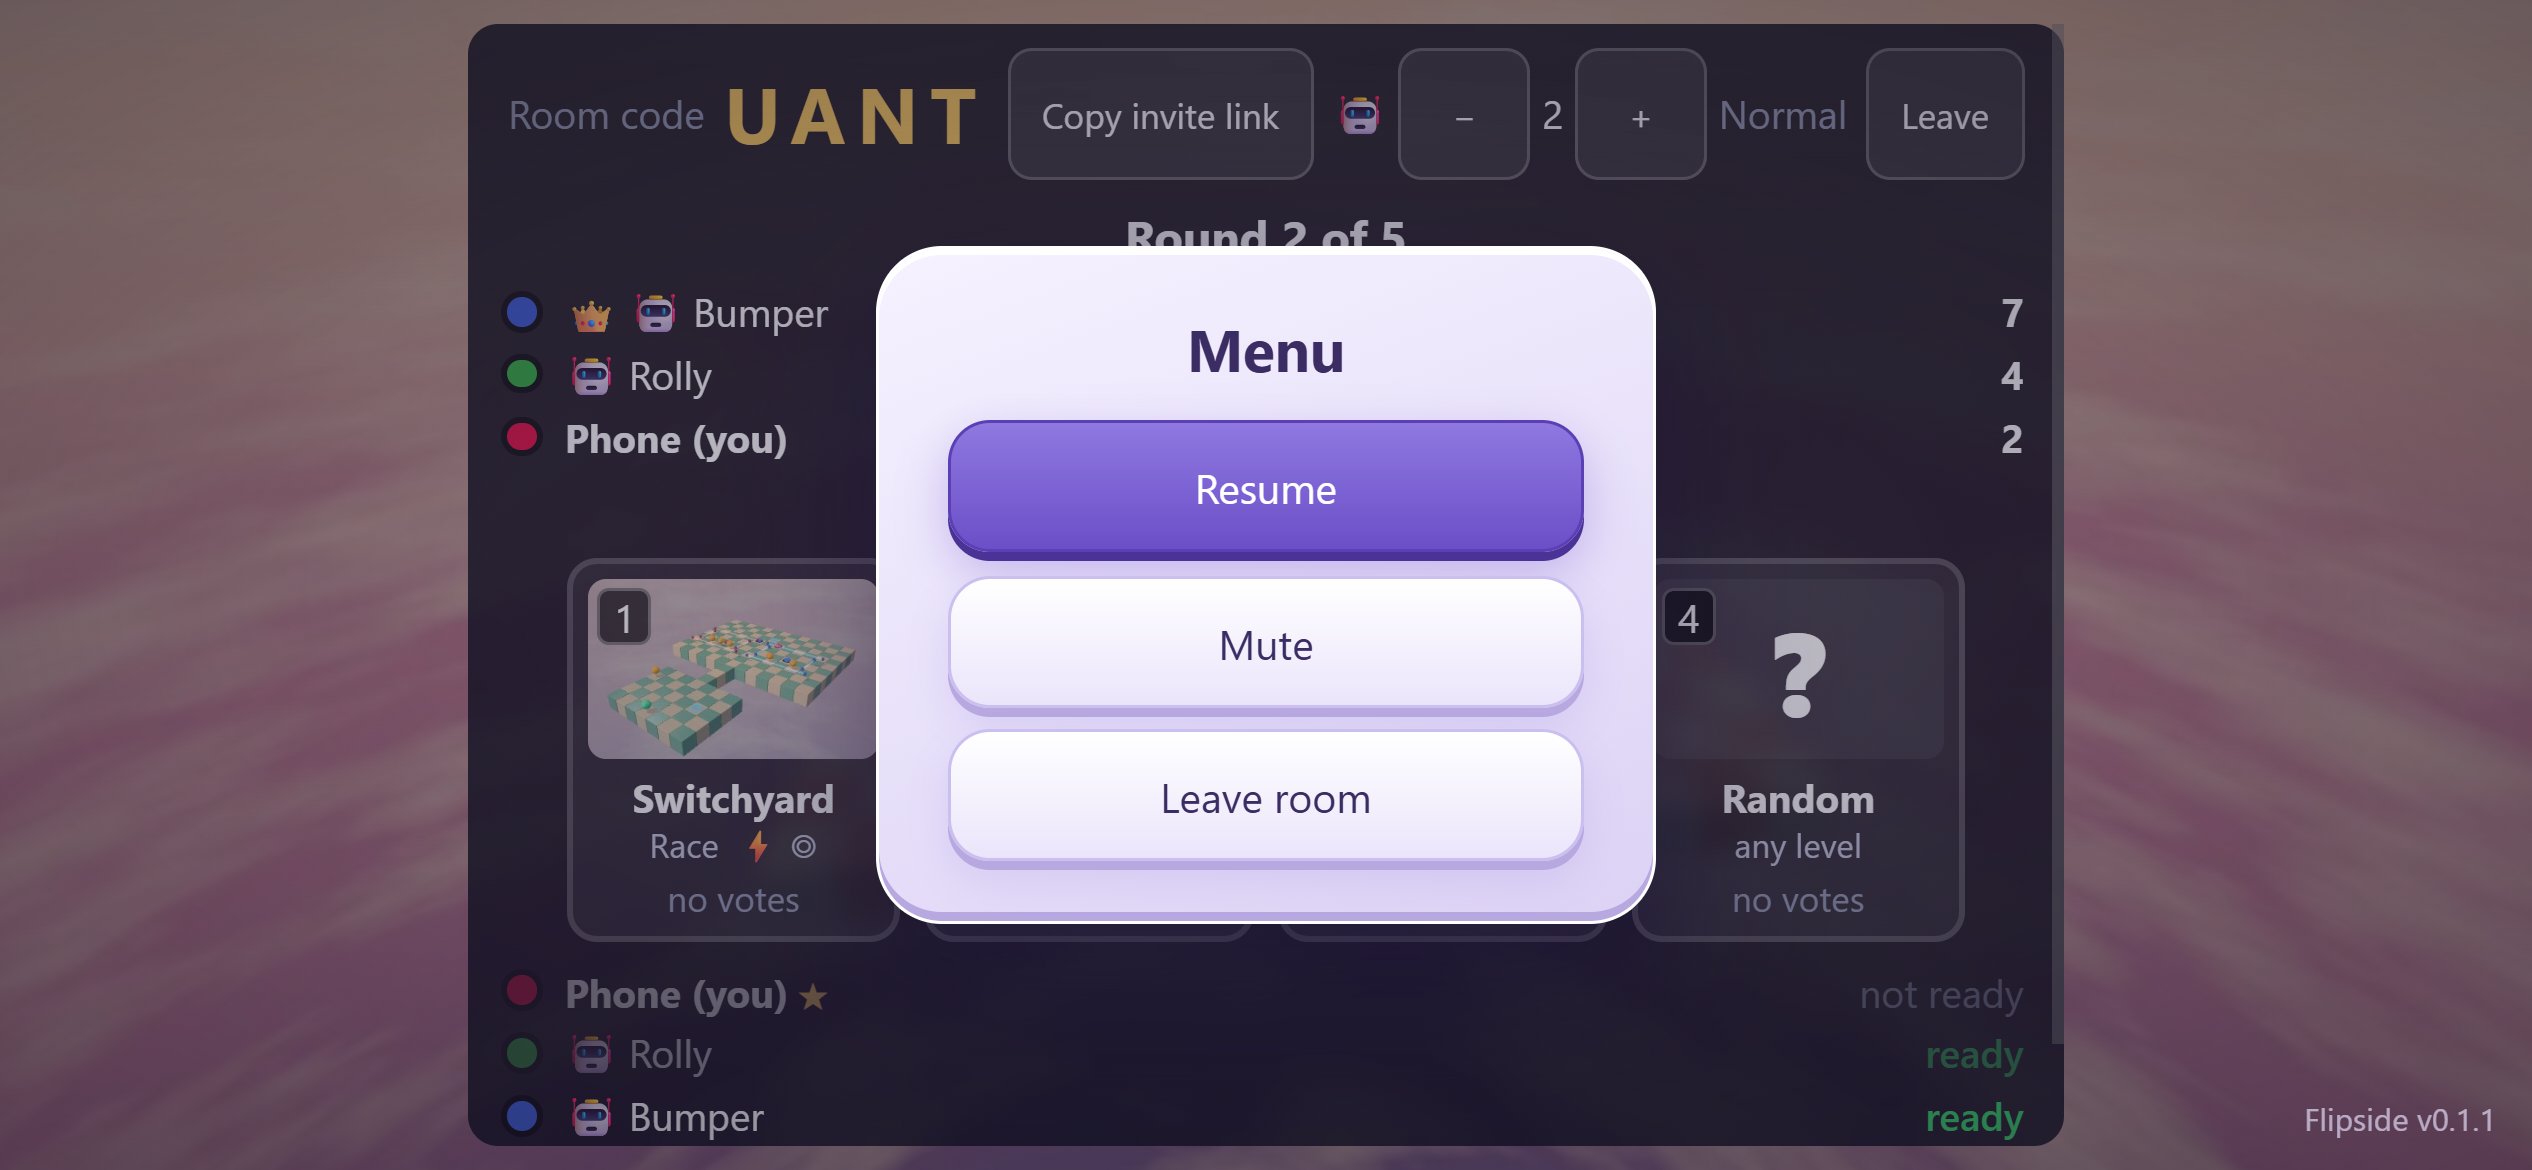 Room code UANT Copy invite link − 2 + Normal Leave
Round 2 of 5
Bumper 7
Rolly 4
Phone (you) 2
Menu
Resume
Mute
Leave room
1
Switchyard
Race
no votes
4
?
Random
any level
no votes
Phone (you) ★ not ready
Rolly ready
Bumper ready
Flipside v0.1.1